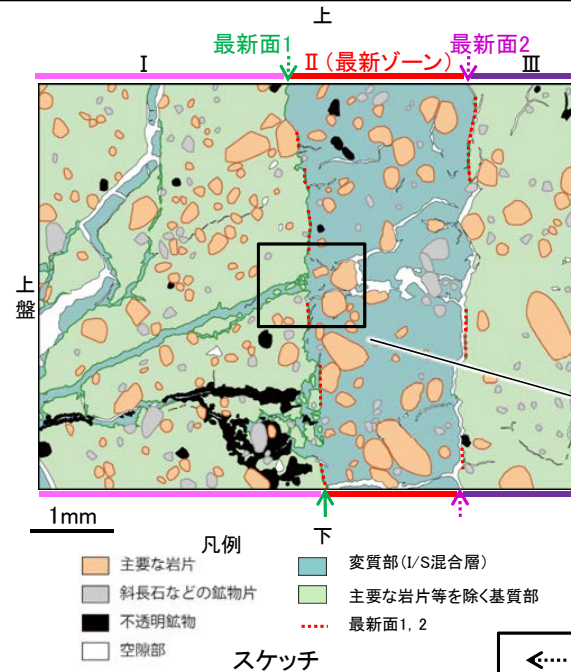 上
最新面1
最新面2
I
II(最新ゾーン)
III
上盤
1mm
下
凡例
主要な岩片
変質部(I/S混合層)
斜長石などの鉱物片
主要な岩片等を除く基質部
不透明鉱物
最新面1, 2
空隙部
スケッチ